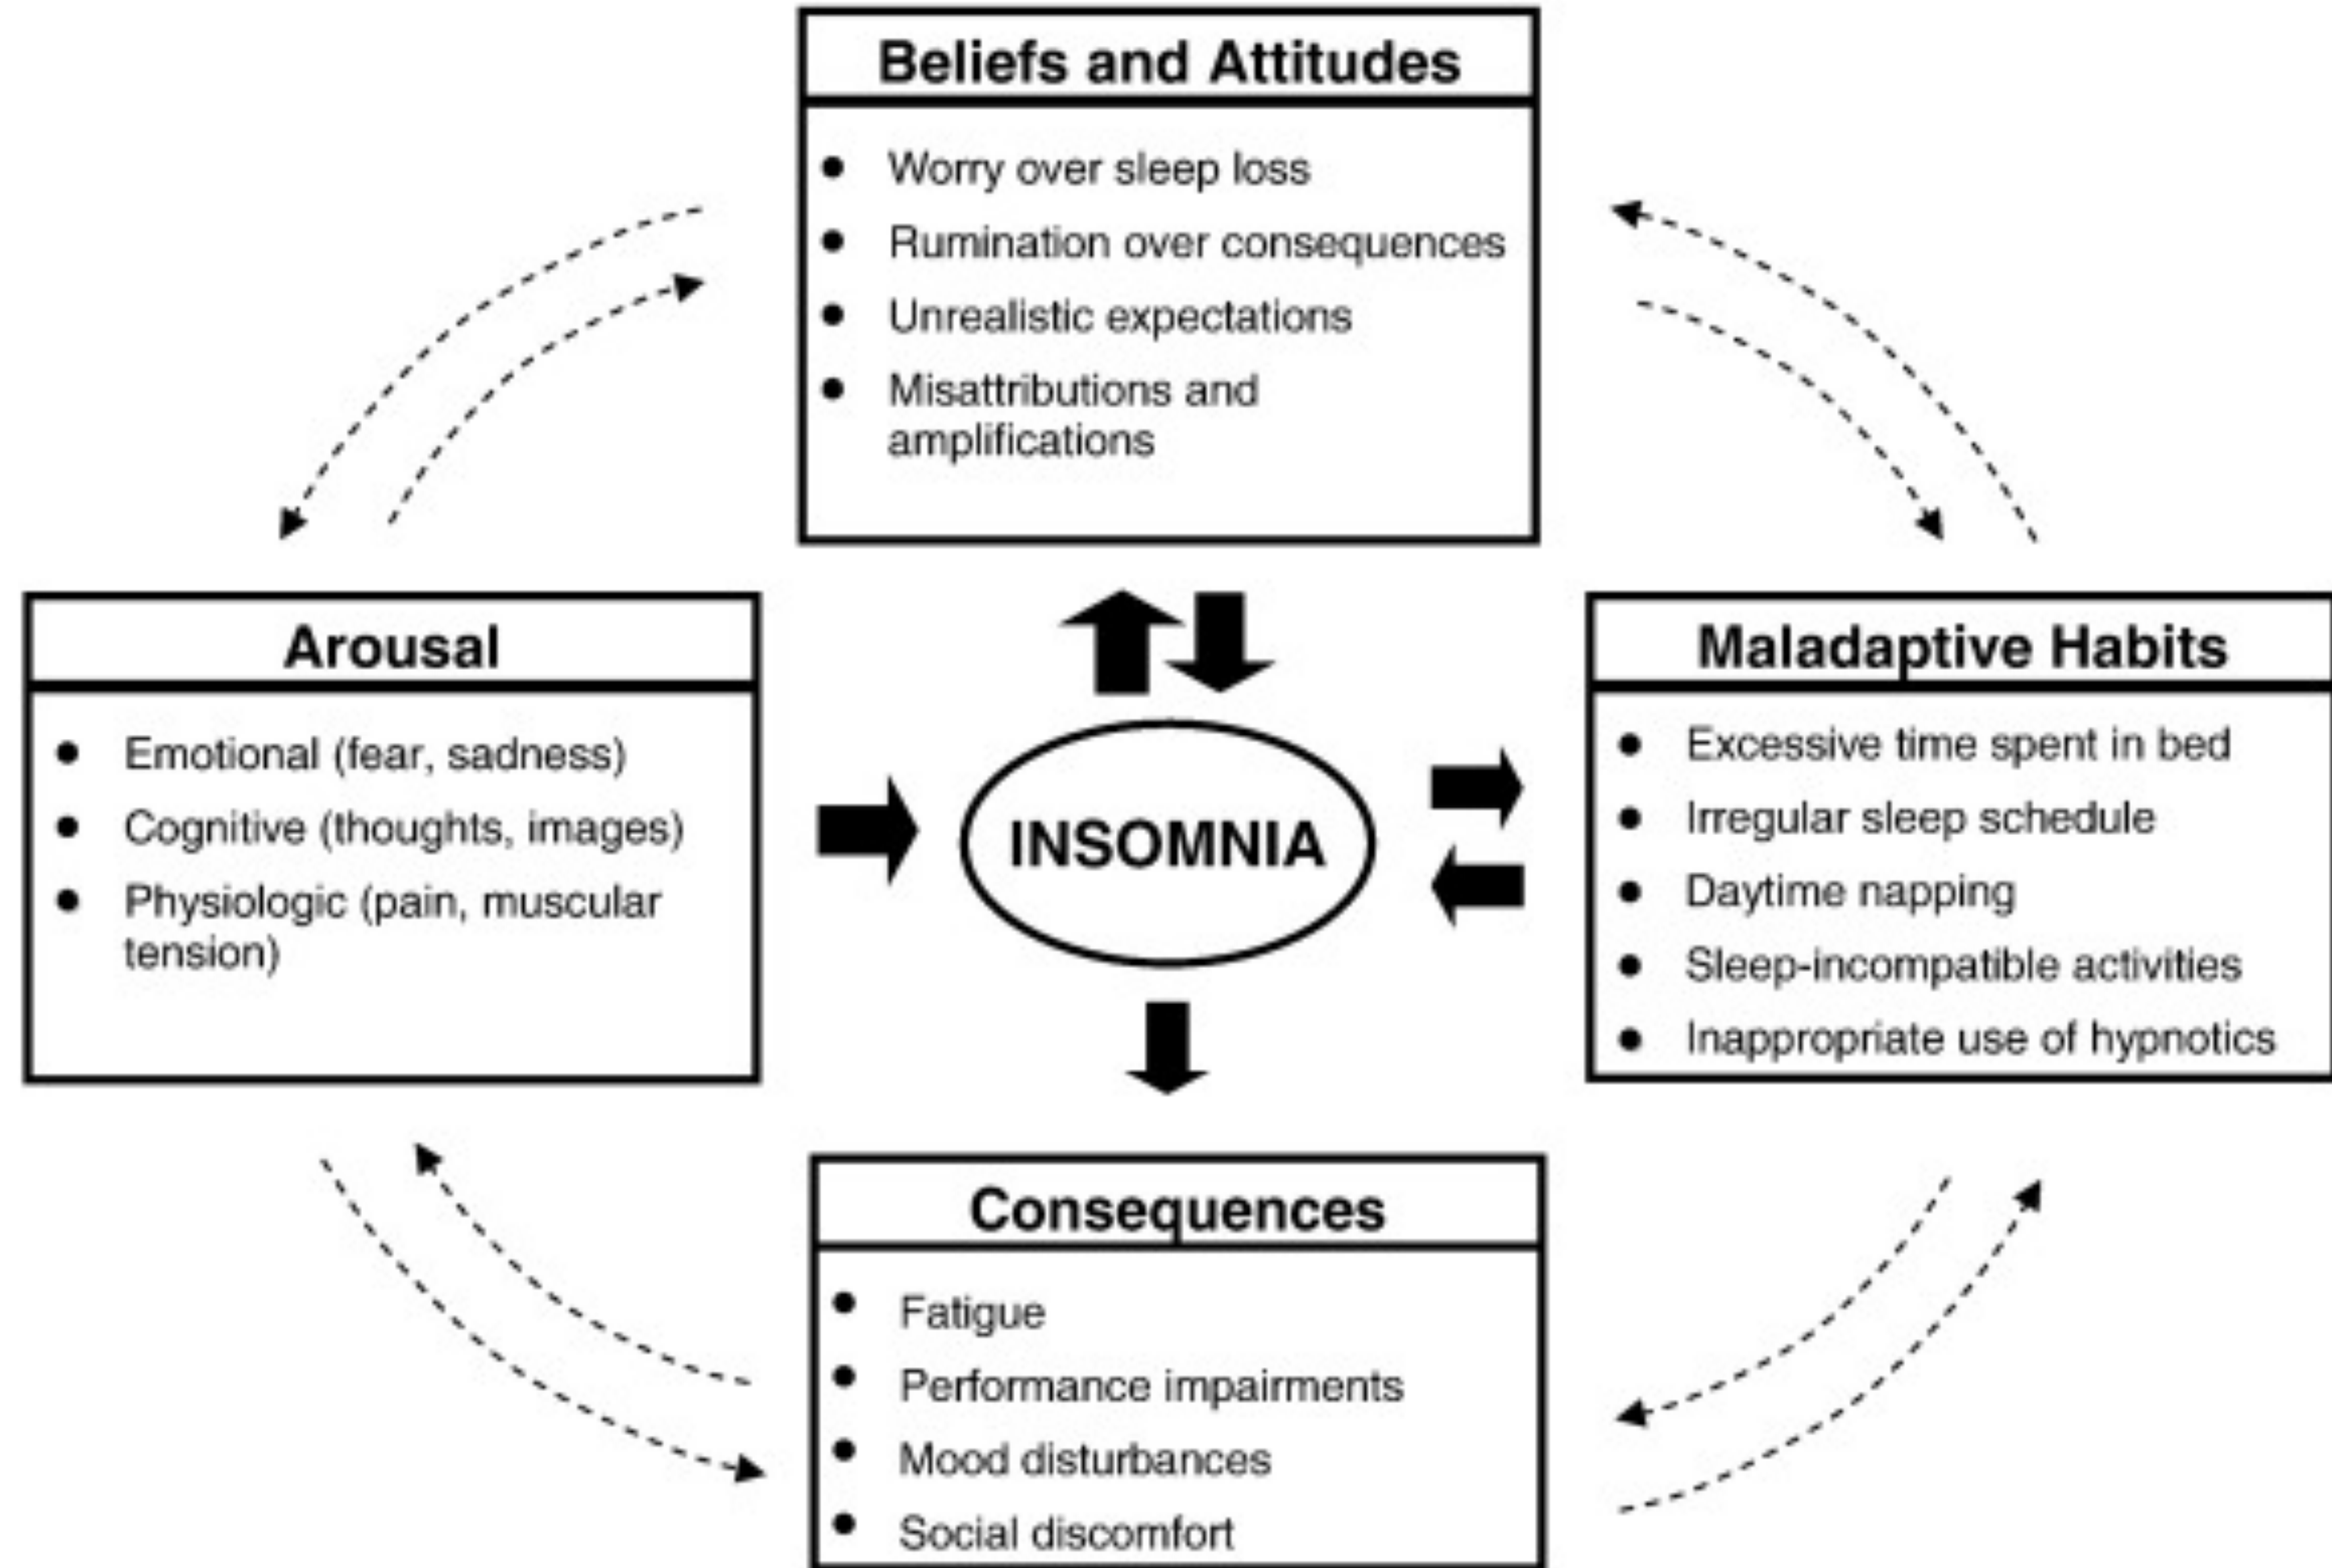 Beliefs and Attitudes
● Worry over sleep loss
● Rumination over consequences
● Unrealistic expectations
● Misattributions and
amplifications
Arousal
● Emotional (fear, sadness)
● Cognitive (thoughts, images)
● Physiologic (pain, muscular
tension)
INSOMNIA
Maladaptive Habits
● Excessive time spent in bed
● Irregular sleep schedule
● Daytime napping
● Sleep-incompatible activities
● Inappropriate use of hypnotics
Consequences
● Fatigue
● Performance impairments
● Mood disturbances
● Social discomfort